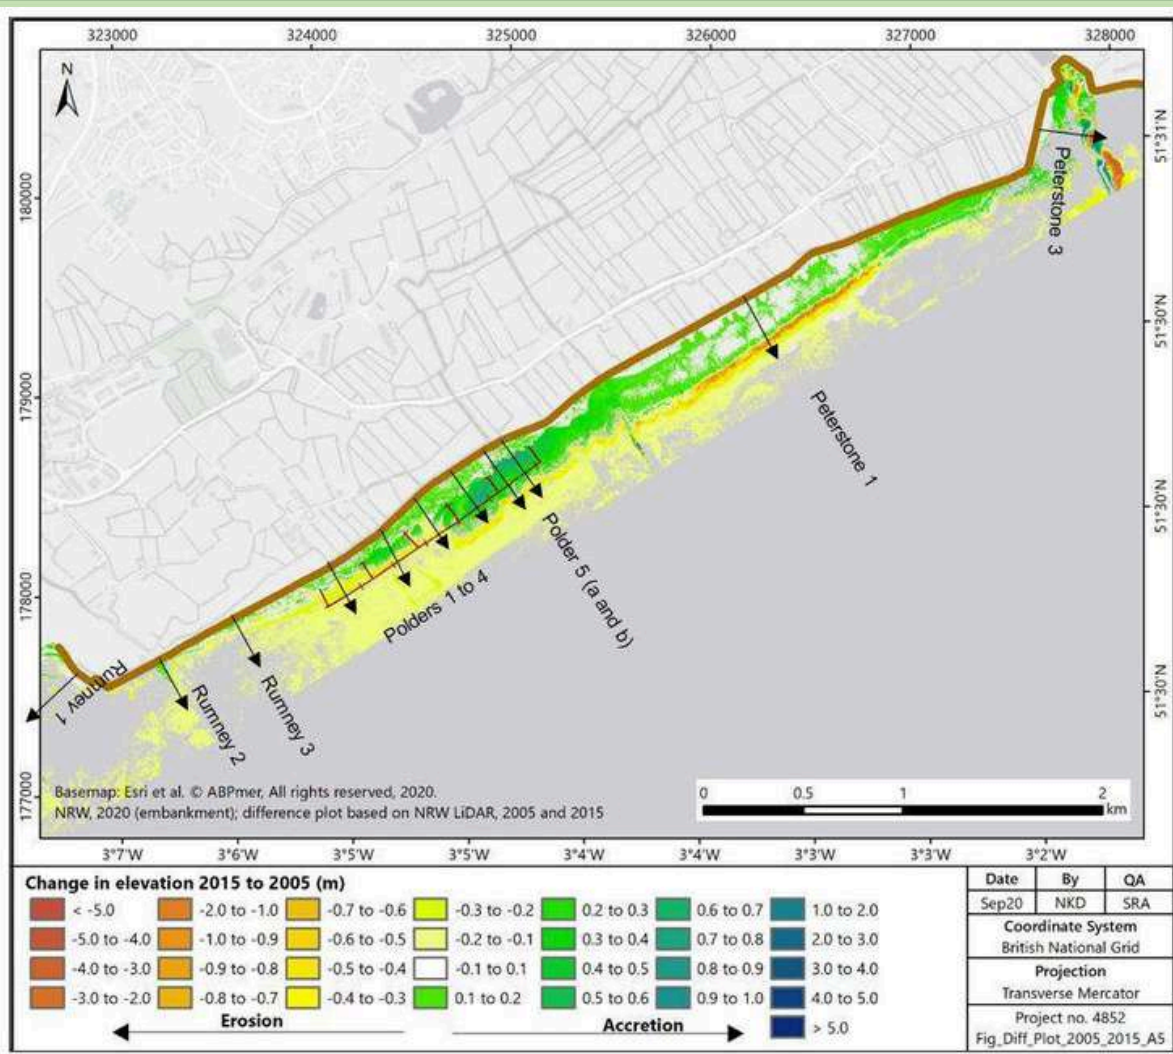 323000 324000 325000 326000 327000 328000
N
180000
179000
178000
177000
51°31'N
51°30'N
51°30'N
51°30'N
Peterstone 3
Peterstone 1
Polder 5 (a and b)
Polders 1 to 4
Rumney 1
Rumney 2
Rumney 3
Basemap: Esri et al. © ABPmer, All rights reserved, 2020.
NRW, 2020 (embankment); difference plot based on NRW LiDAR, 2005 and 2015
0 0.5 1 2
km
3°7'W 3°6'W 3°5'W 3°5'W 3°4'W 3°4'W 3°3'W 3°3'W 3°2'W
Change in elevation 2015 to 2005 (m)
< -5.0 -2.0 to -1.0 -0.7 to -0.6 -0.3 to -0.2 0.2 to 0.3 0.6 to 0.7 1.0 to 2.0
-5.0 to -4.0 -1.0 to -0.9 -0.6 to -0.5 -0.2 to -0.1 0.3 to 0.4 0.7 to 0.8 2.0 to 3.0
-4.0 to -3.0 -0.9 to -0.8 -0.5 to -0.4 -0.1 to 0.1 0.4 to 0.5 0.8 to 0.9 3.0 to 4.0
-3.0 to -2.0 -0.8 to -0.7 -0.4 to -0.3 0.1 to 0.2 0.5 to 0.6 0.9 to 1.0 4.0 to 5.0
> 5.0
Erosion Accretion
Date By QA
Sep20 NKD SRA
Coordinate System
British National Grid
Projection
Transverse Mercator
Project no. 4852
Fig_Diff_Plot_2005_2015_A5